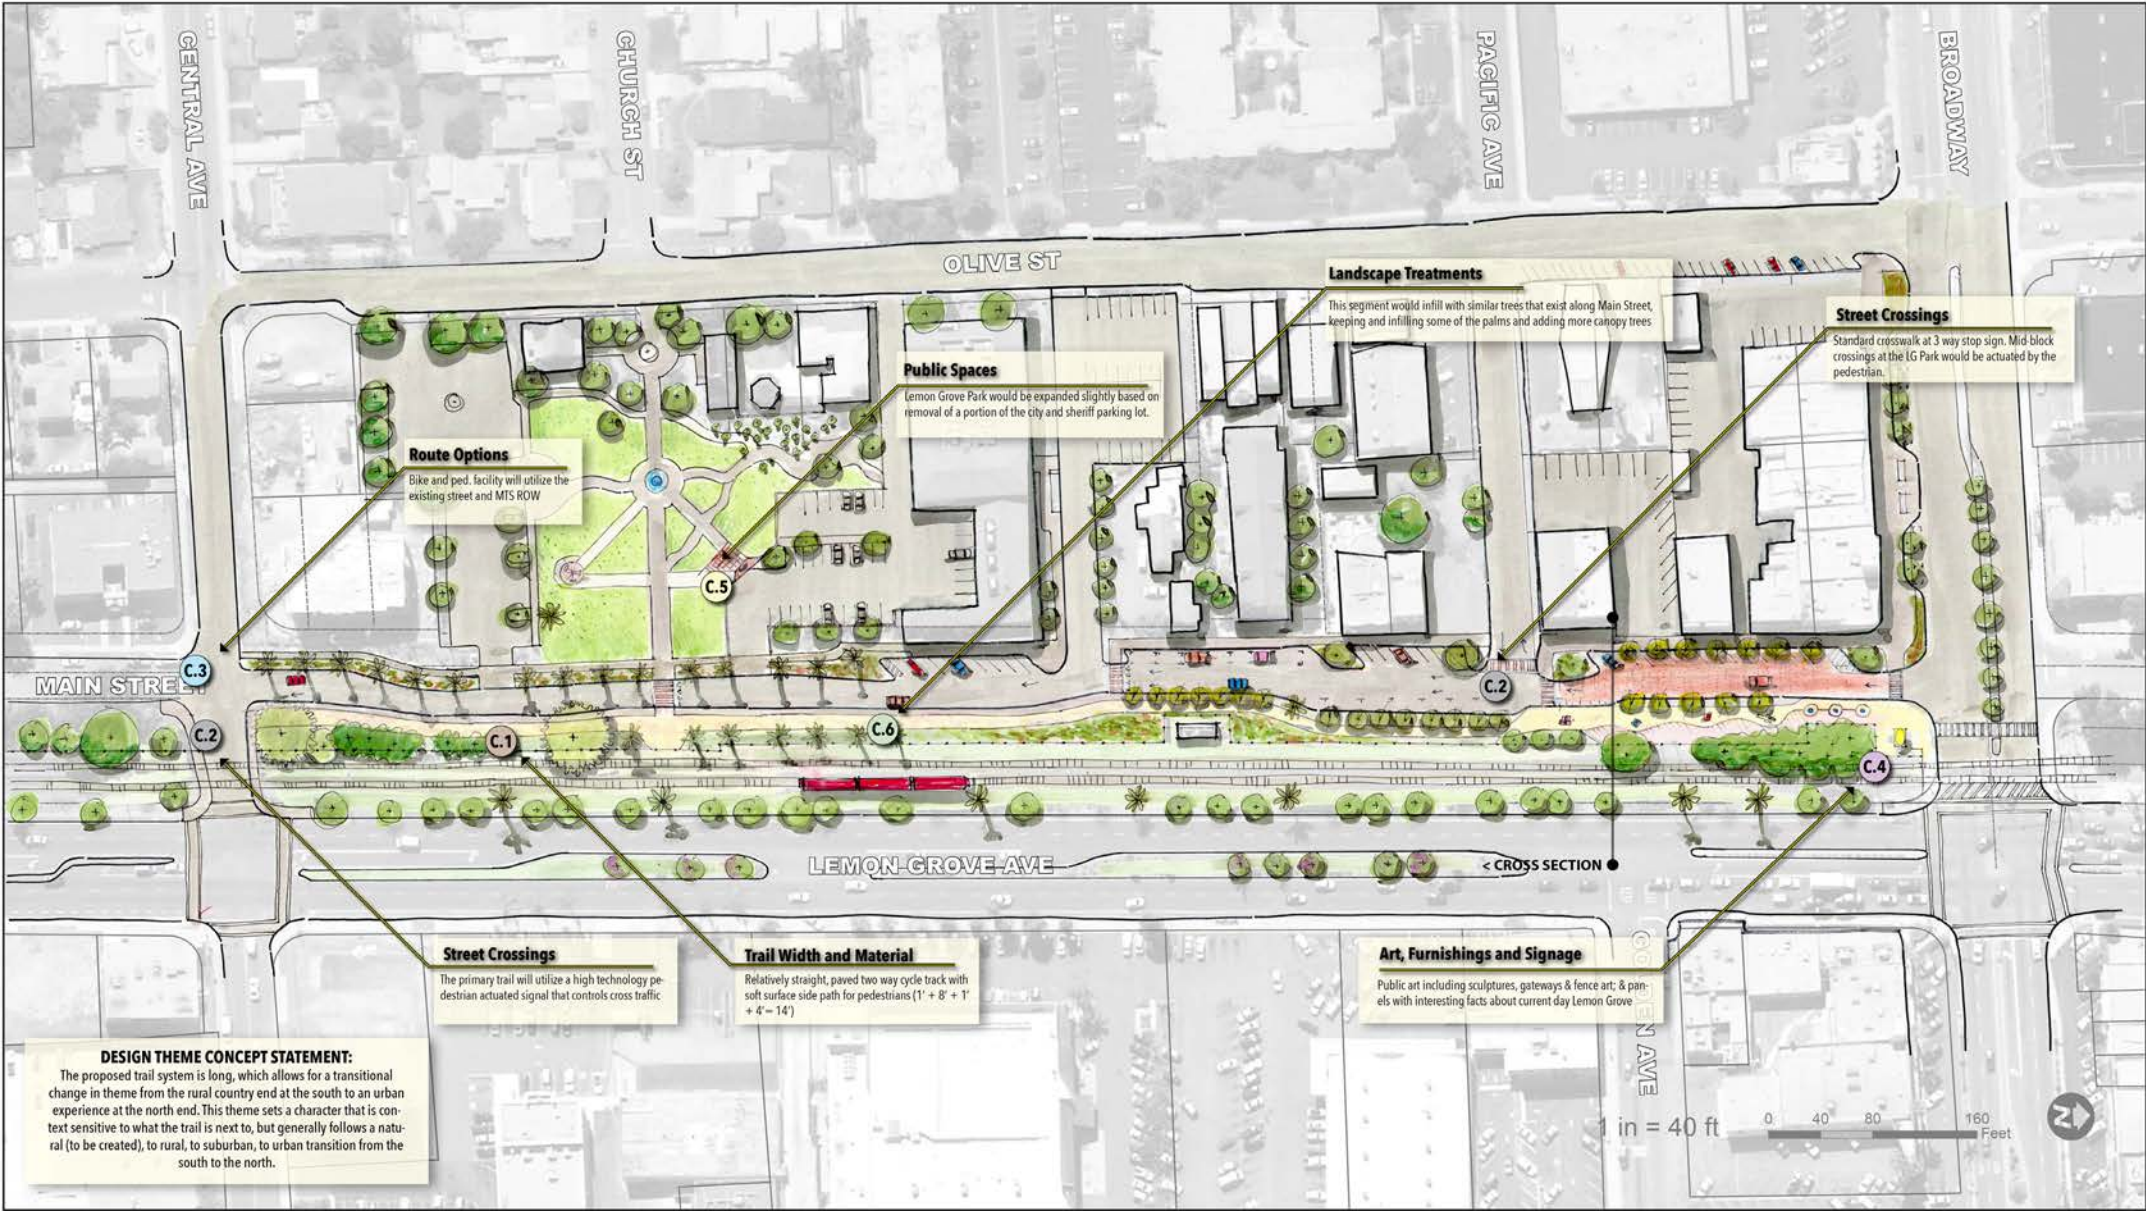 CENTRAL AVE
CHURCH ST
PACIFIC AVE
BROADWAY
OLIVE ST
Landscape Treatments
This segment would infill with similar trees that exist along Main Street,
keeping and infilling some of the palms and adding more canopy trees
Street Crossings
Standard crosswalk at 3 way stop sign. Mid-block
crossings at the LG Park would be actuated by the
pedestrian.
Public Spaces
Lemon Grove Park would be expanded slightly based on
removal of a portion of the city and sheriff parking lot.
Route Options
Bike and ped. facility will utilize the
existing street and MTS ROW
C.5
C.3
MAIN STREET
C.2
C.2
C.1
C.6
C.4
LEMON GROVE AVE
< CROSS SECTION
Street Crossings
The primary trail will utilize a high technology pe-
destrian actuated signal that controls cross traffic
Trail Width and Material
Relatively straight, paved two way cycle track with
soft surface side path for pedestrians (1' + 8' + 1'
+ 4'= 14')
Art, Furnishings and Signage
Public art including sculptures, gateways & fence art; & pan-
els with interesting facts about current day Lemon Grove
AVE
DESIGN THEME CONCEPT STATEMENT:
The proposed trail system is long, which allows for a transitional
change in theme from the rural country end at the south to an urban
experience at the north end. This theme sets a character that is con-
text sensitive to what the trail is next to, but generally follows a natu-
ral (to be created), to rural, to suburban, to urban transition from the
south to the north.
1 in = 40 ft
0 40 80 160
Feet
N